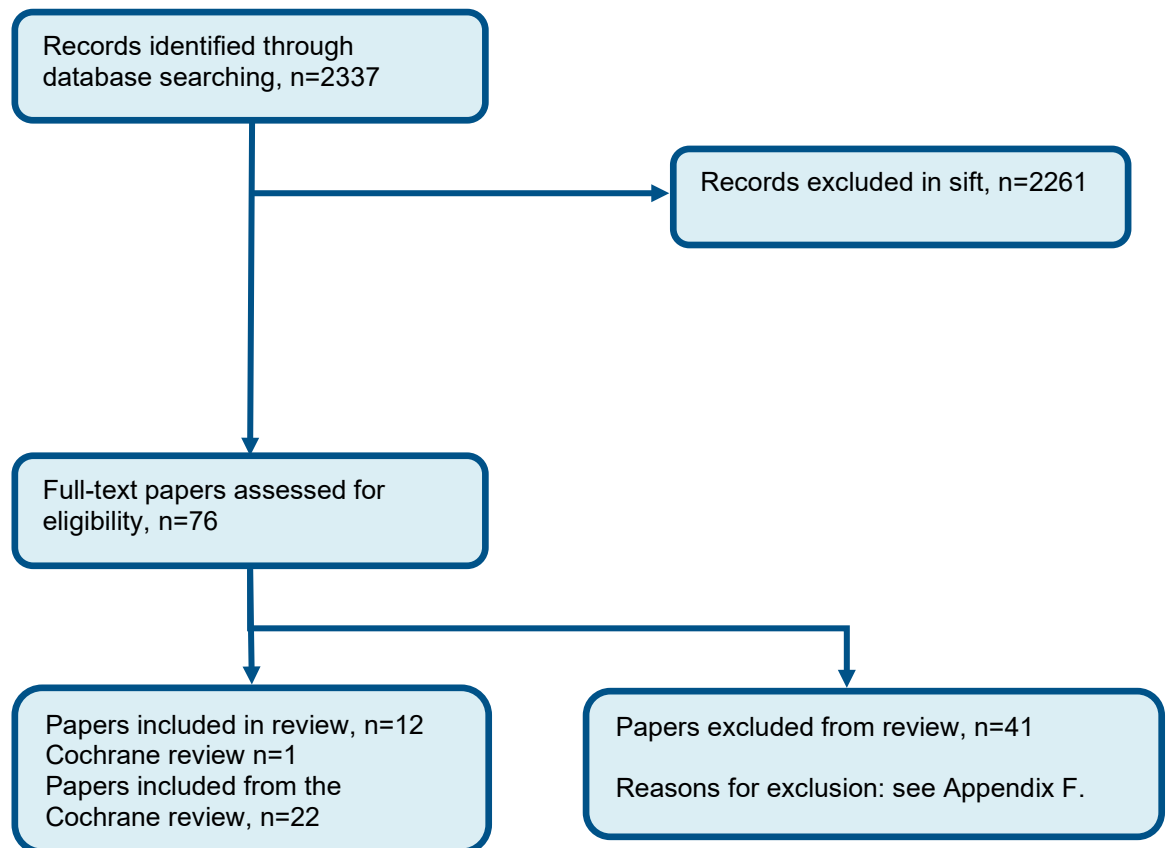 Records identified through
database searching, n=2337
Records excluded in sift, n=2261
Full-text papers assessed for
eligibility, n=76
Papers included in review, n=12
Cochrane review n=1
Papers included from the
Cochrane review, n=22
Papers excluded from review, n=41
Reasons for exclusion: see Appendix F.